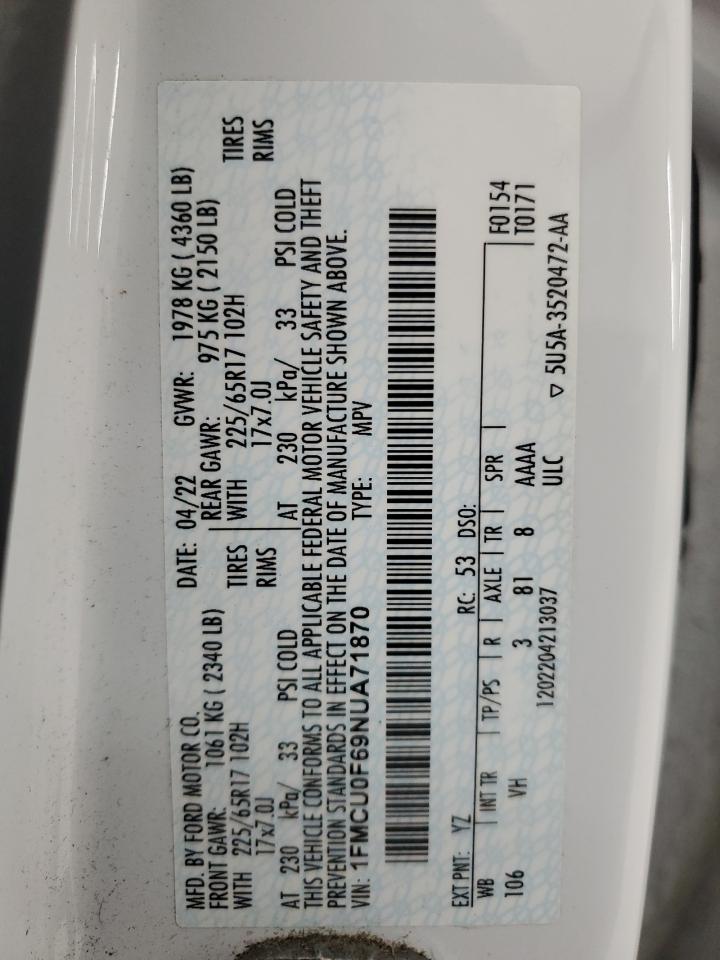 MFD. BY FORD MOTOR CO.
DATE: 04/22 GVWR: 1978 KG ( 4360 LB)
FRONT GAWR: 1061 KG ( 2340 LB) REAR GAWR: 975 KG ( 2150 LB)
WITH 225/65R17 102H TIRES WITH 225/65R17 102H TIRES
17x7.0J RIMS 17x7.0J RIMS
AT 230 kPa/ 33 PSI COLD AT 230 kPa/ 33 PSI COLD
THIS VEHICLE CONFORMS TO ALL APPLICABLE FEDERAL MOTOR VEHICLE SAFETY AND THEFT
PREVENTION STANDARDS IN EFFECT ON THE DATE OF MANUFACTURE SHOWN ABOVE.
VIN: 1FMCU0F69NUA71870 TYPE: MPV
EXT PNT: YZ RC: 53 DSO: F0154
WB INT TR TP/PS R AXLE TR SPR T0171
106 VH 3 81 8 AAAA
1202204213037 ULC ▽ 5U5A-3520472-AA